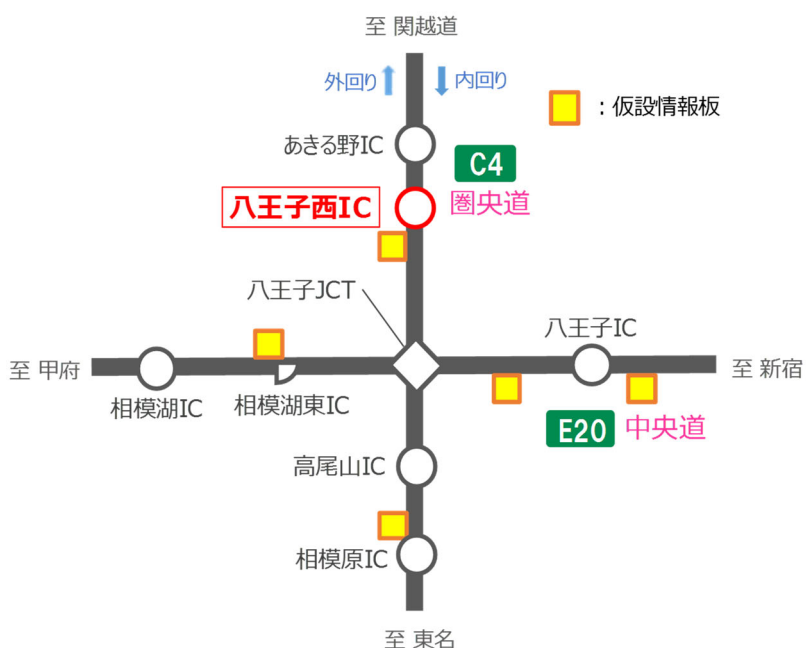 至 関越道
外回り
内回り
：仮設情報板
あきる野IC
C4
八王子西IC
圏央道
八王子JCT
八王子IC
至 甲府
至 新宿
相模湖IC
相模湖東IC
E20
中央道
高尾山IC
相模原IC
至 東名